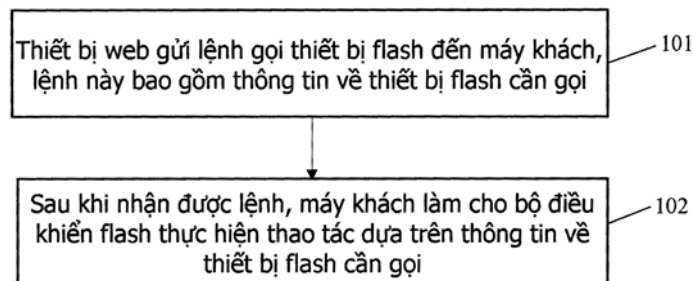 Thiết bị web gửi lệnh gọi thiết bị flash đến máy khách,
lệnh này bao gồm thông tin về thiết bị flash cần gọi
101
Sau khi nhận được lệnh, máy khách làm cho bộ điều
khiển flash thực hiện thao tác dựa trên thông tin về
thiết bị flash cần gọi
102